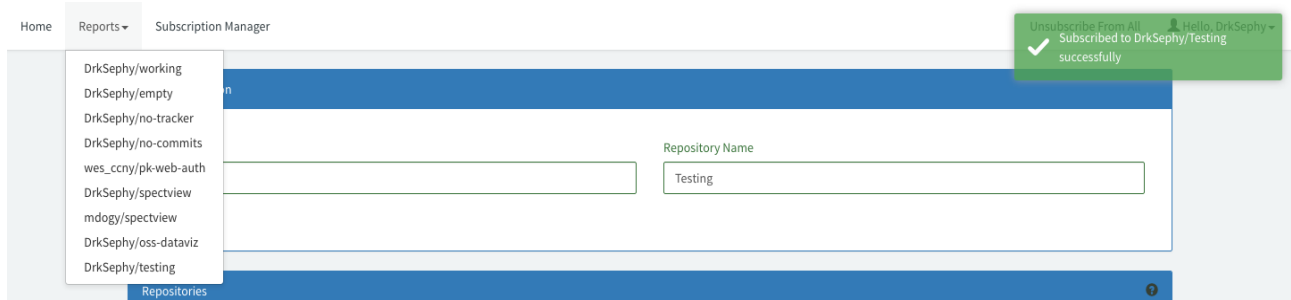 Home Reports Subscription Manager Unsubscribe From All Hello, DrkSephy
Subscribed to DrkSephy/Testing
successfully
DrkSephy/working
DrkSephy/empty
DrkSephy/no-tracker
DrkSephy/no-commits
wes_ccny/pk-web-auth
DrkSephy/spectview
mdogy/spectview
DrkSephy/oss-dataviz
DrkSephy/testing
Repository Name
Testing
Repositories